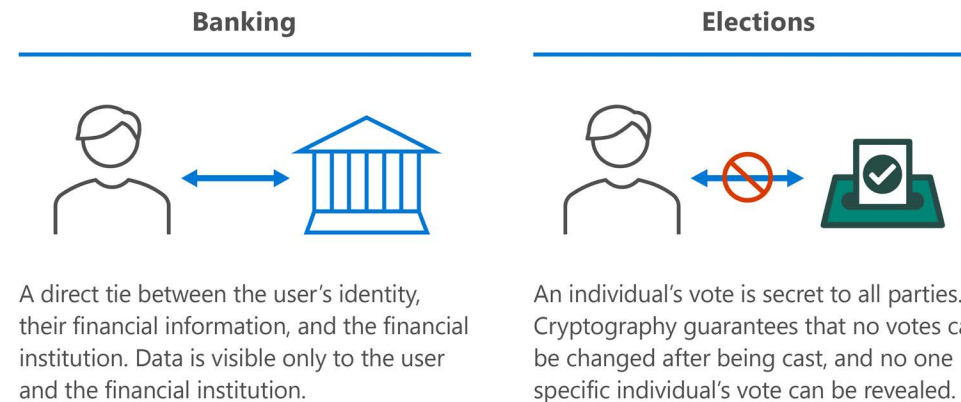 Banking
A direct tie between the user's identity,
their financial information, and the financial
institution. Data is visible only to the user
and the financial institution.
Elections
An individual's vote is secret to all parties.
Cryptography guarantees that no votes ca
be changed after being cast, and no one
specific individual's vote can be revealed.